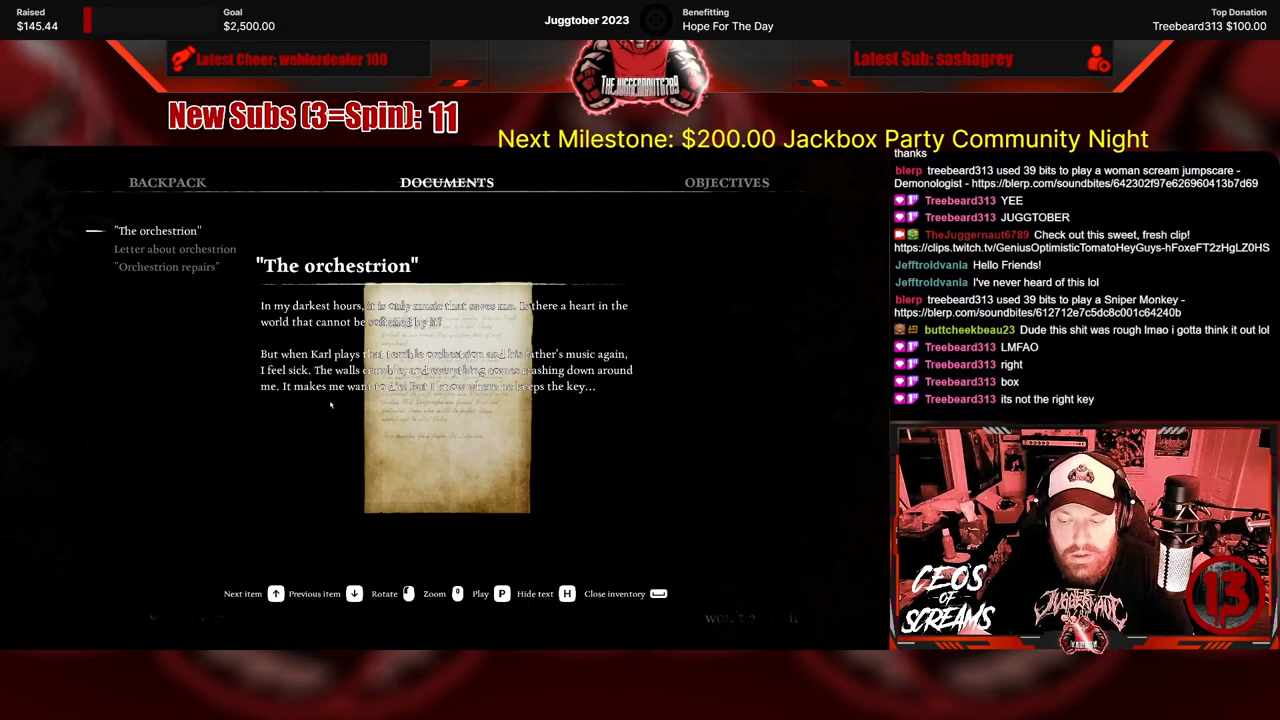 Raised
$145.44
Goal
$2,500.00
Juggtober 2023
Benefitting
Hope For The Day
Top Donation
Treebeard313 $100.00
Latest Cheer: wehlerdealer 100
THEJUGGERNAUT6789
Latest Sub: sashagrey
New Subs (3=Spin): 11
Next Milestone: $200.00 Jackbox Party Community Night
BACKPACK
DOCUMENTS
OBJECTIVES
"The orchestrion"
Letter about orchestrion
"Orchestrion repairs"
"The orchestrion"
In my darkest hours, it is only music that saves me. Is there a heart in the
world that cannot be softened by it?
But when Karl plays that terrible orchestrion and his father's music again,
I feel sick. The walls crumble, and everything comes crashing down around
me. It makes me want to die! But I know where he keeps the key...
Next item
Previous item
Rotate
Zoom
Play P
Hide text H
Close inventory
thanks
blerp treebeard313 used 39 bits to play a woman scream jumpscare -
Demonologist - https://blerp.com/soundbites/642302f97e626960413b7d69
Treebeard313 YEE
Treebeard313 JUGGTOBER
TheJuggernaut6789 Check out this sweet, fresh clip!
https://clips.twitch.tv/GeniusOptimisticTomatoHeyGuys-hFoxeFT2zHgLZ0HS
Jefftroldvania Hello Friends!
Jefftroldvania I've never heard of this lol
blerp treebeard313 used 39 bits to play a Sniper Monkey -
https://blerp.com/soundbites/612712e7c5dc8c001c64240b
buttcheekbeau23 Dude this shit was rough lmao i gotta think it out lol
Treebeard313 LMFAO
Treebeard313 right
Treebeard313 box
Treebeard313 its not the right key
CEOS
OF
SCREAMS
JUGGERNAUT
13